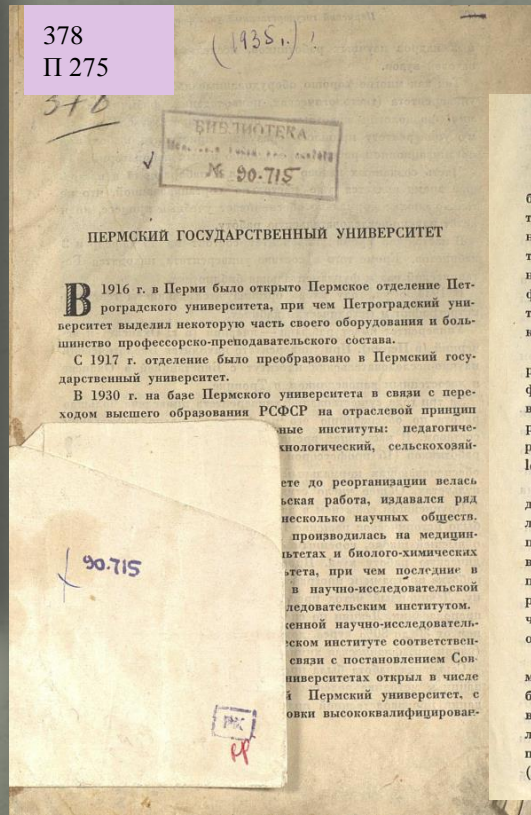 378
П 275
(1935 г.)
378
БИБЛИОТЕКА
№ 90.715
ПЕРМСКИЙ ГОСУДАРСТВЕННЫЙ УНИВЕРСИТЕТ
В 1916 г. в Перми было открыто Пермское отделение Пет-
роградского университета, при чем Петроградский уни-
верситет выделил некоторую часть своего оборудования и боль-
шинство профессорско-преподавательского состава.
С 1917 г. отделение было преобразовано в Пермский госу-
дарственный университет.
В 1930 г. на базе Пермского университета в связи с пере-
ходом высшего образования РСФСР на отраслевой принцип
ные институты: педагогиче-
хнологический, сельскохозяй-
ете до реорганизации велась
ьская работа, издавался ряд
несколько научных обществ.
производилась на медицин-
льтетах и биолого-химических
ьтета, при чем последние в
в научно-исследовательской
следовательским институтом.
женной научно-исследователь-
еском институте соответствен-
связи с постановлением Сов-
ниверситетах открыл в числе
й Пермский университет, с
овки высококвалифицирован-
90.715
РК